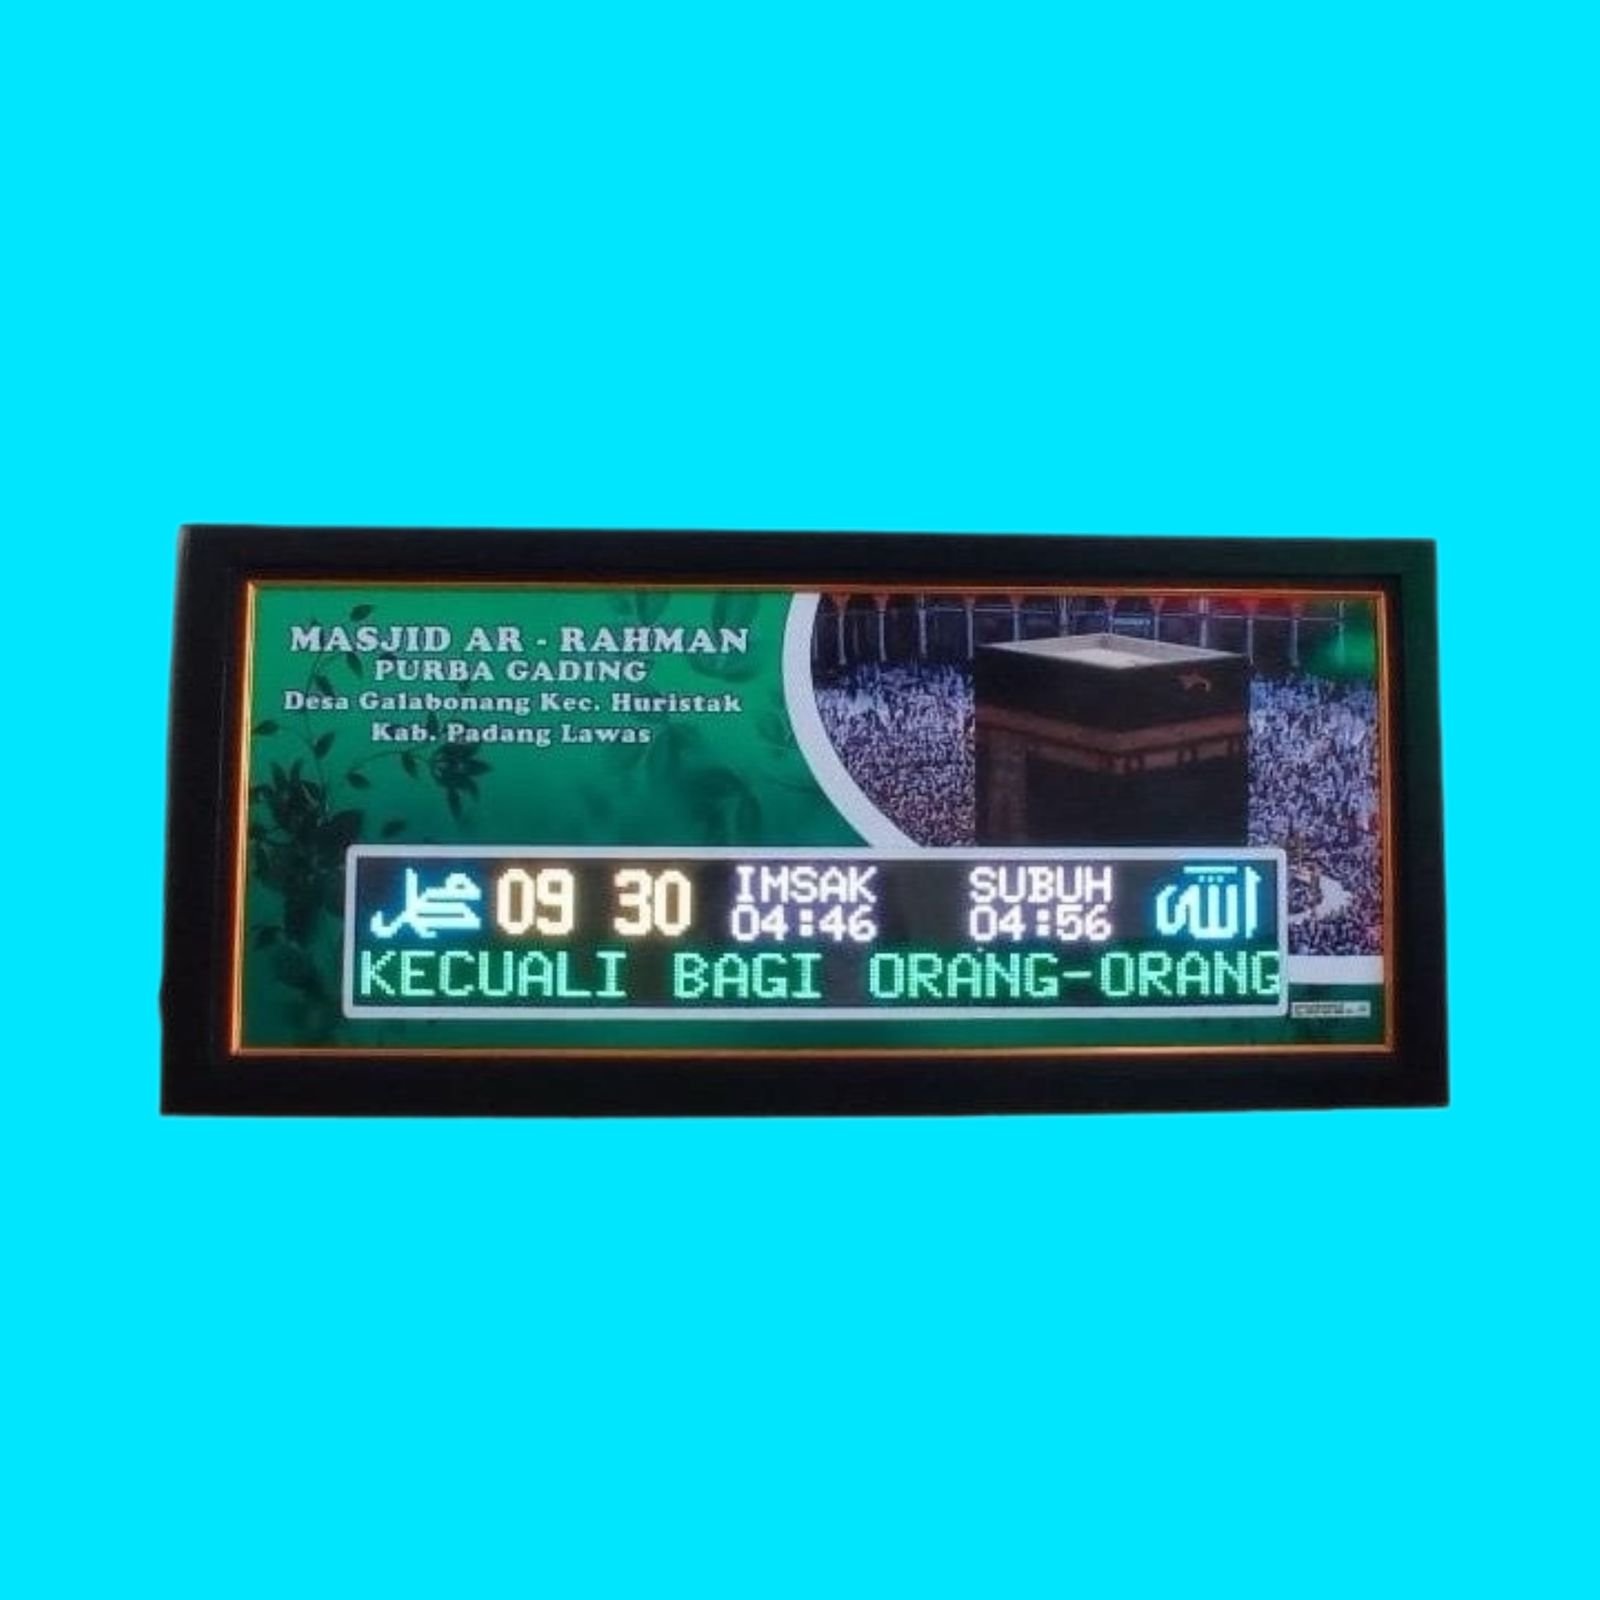 MASJID AR - RAHMAN
PURBA GADING
Desa Galabonang Kec. Huristak
Kab. Padang Lawas
محمد 09 30 IMSAK SUBUH الله
04:46 04:56
KECUALI BAGI ORANG-ORANG